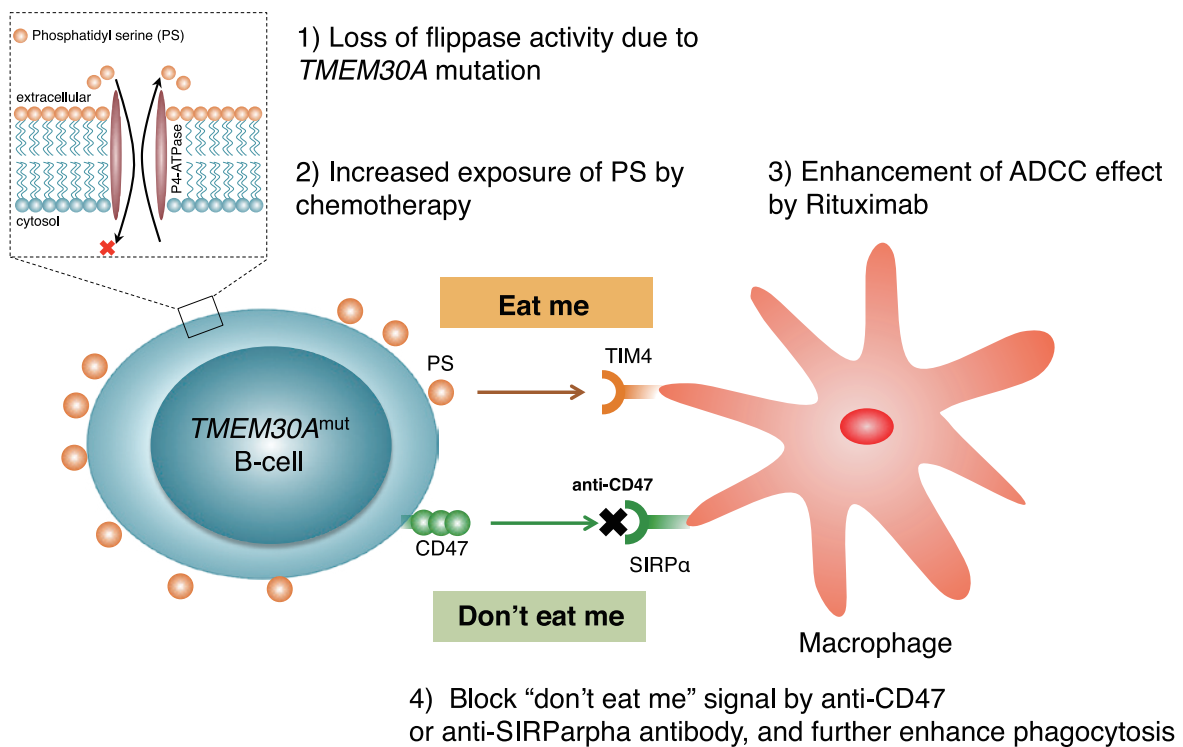 Phosphatidyl serine (PS)
extracellular
P4-ATPase
cytosol
1) Loss of flippase activity due to
TMEM30A mutation
2) Increased exposure of PS by
chemotherapy
3) Enhancement of ADCC effect
by Rituximab
Eat me
PS
TIM4
TMEM30Amut
B-cell
anti-CD47
CD47
SIRPα
Don't eat me
Macrophage
4) Block “don’t eat me” signal by anti-CD47
or anti-SIRParpha antibody, and further enhance phagocytosis